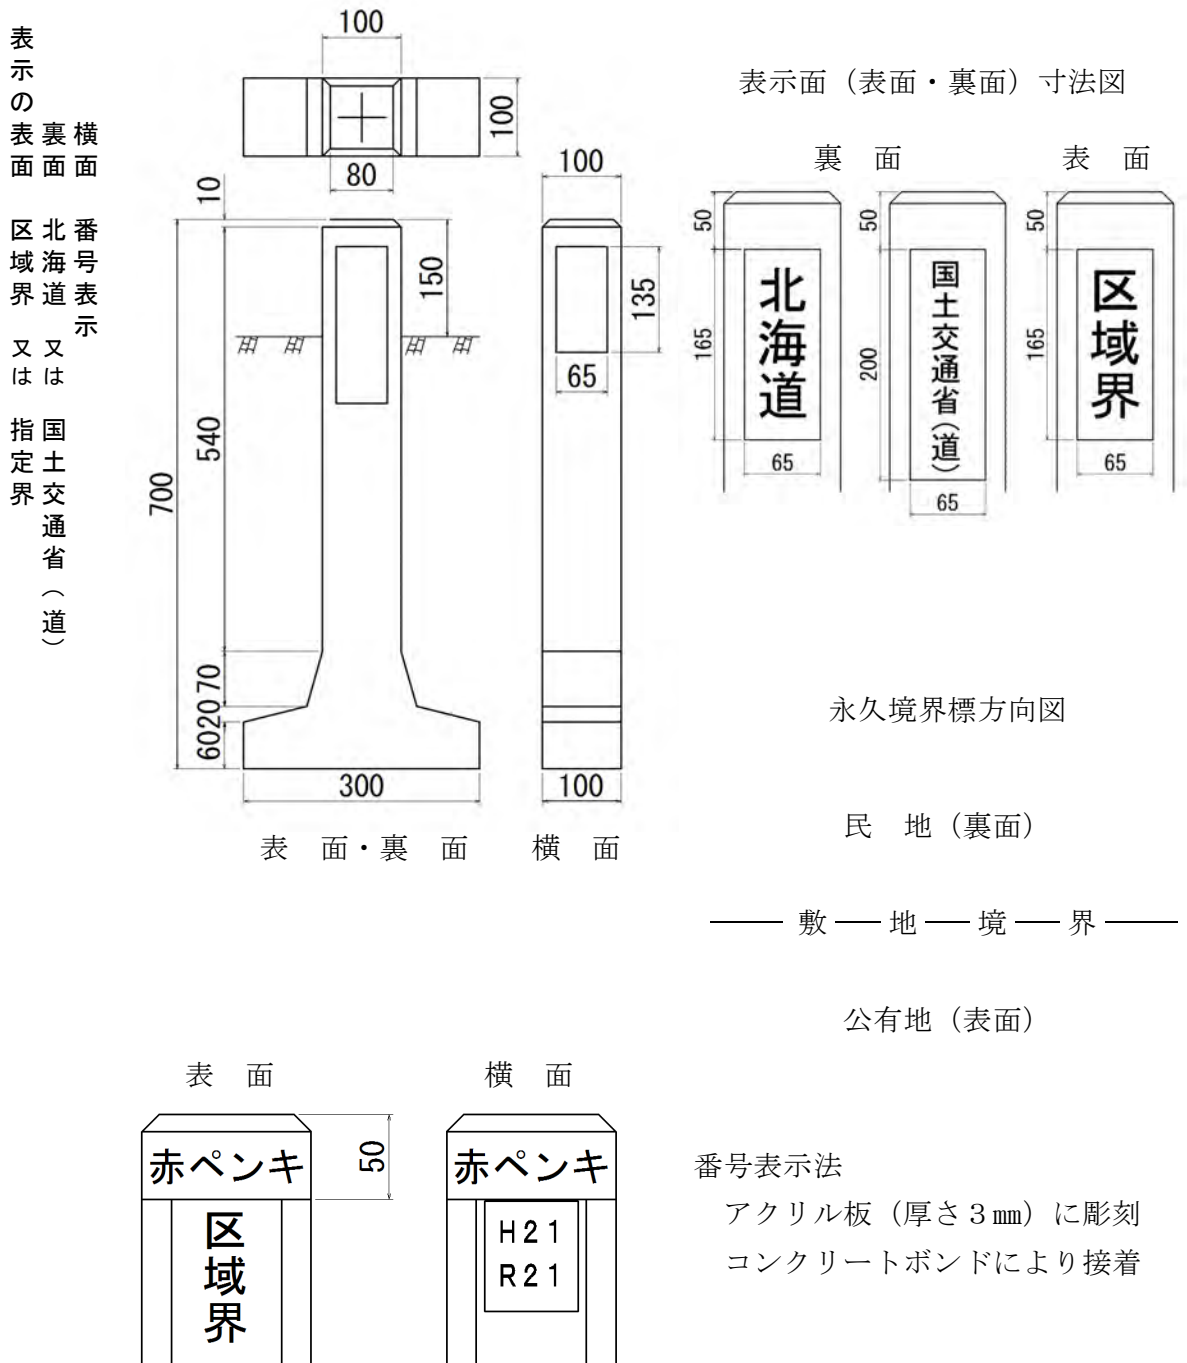 横面　番号表示
裏面　北海道　又は　国土交通省（道）
表示の表面　区域界　又は　指定界
100
100
80
10
700
540
70
20
60
150
300
表　面・裏　面
100
135
65
100
横　面
表示面（表面・裏面）寸法図
裏　面
表　面
50
165
北海道
65
50
200
国土交通省（道）
65
50
165
区域界
65
永久境界標方向図
民　地（裏面）
敷　地　境　界
公有地（表面）
表　面
赤ペンキ
50
区域界
横　面
赤ペンキ
H21
R21
番号表示法
アクリル板（厚さ３㎜）に彫刻
コンクリートボンドにより接着